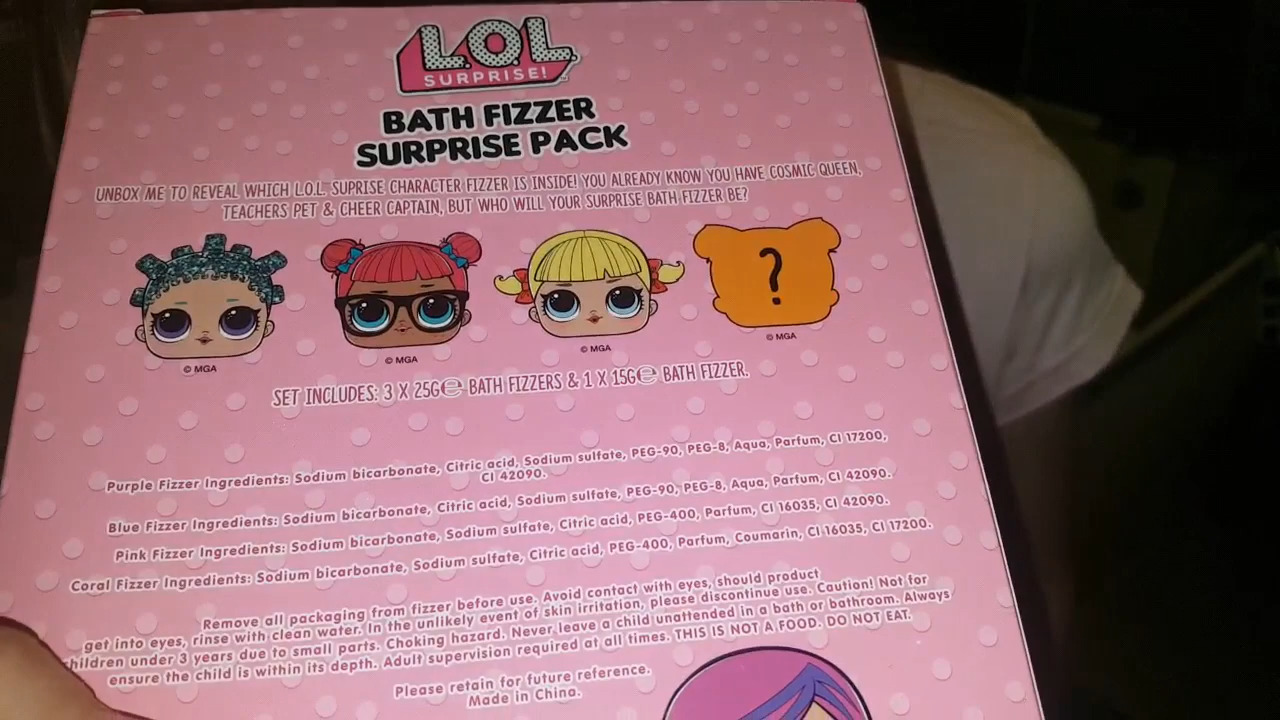 L.O.L.
SURPRISE!
BATH FIZZER
SURPRISE PACK
UNBOX ME TO REVEAL WHICH L.O.L. SUPRISE CHARACTER FIZZER IS INSIDE! YOU ALREADY KNOW YOU HAVE COSMIC QUEEN,
TEACHERS PET & CHEER CAPTAIN, BUT WHO WILL YOUR SURPRISE BATH FIZZER BE?
?
© MGA © MGA © MGA © MGA
SET INCLUDES: 3 X 25G℮ BATH FIZZERS & 1 X 15G℮ BATH FIZZER.
Purple Fizzer Ingredients: Sodium bicarbonate, Citric acid, Sodium sulfate, PEG-90, PEG-8, Aqua, Parfum, CI 17200,
CI 42090.
Blue Fizzer Ingredients: Sodium bicarbonate, Citric acid, Sodium sulfate, PEG-90, PEG-8, Aqua, Parfum, CI 42090.
Pink Fizzer Ingredients: Sodium bicarbonate, Sodium sulfate, Citric acid, PEG-400, Parfum, CI 16035, CI 42090.
Coral Fizzer Ingredients: Sodium bicarbonate, Sodium sulfate, Citric acid, PEG-400, Parfum, Coumarin, CI 16035, CI 17200.
Remove all packaging from fizzer before use. Avoid contact with eyes, should product
get into eyes, rinse with clean water. In the unlikely event of skin irritation, please discontinue use. Caution! Not for
children under 3 years due to small parts. Choking hazard. Never leave a child unattended in a bath or bathroom. Always
ensure the child is within its depth. Adult supervision required at all times. THIS IS NOT A FOOD. DO NOT EAT.
Please retain for future reference.
Made in China.